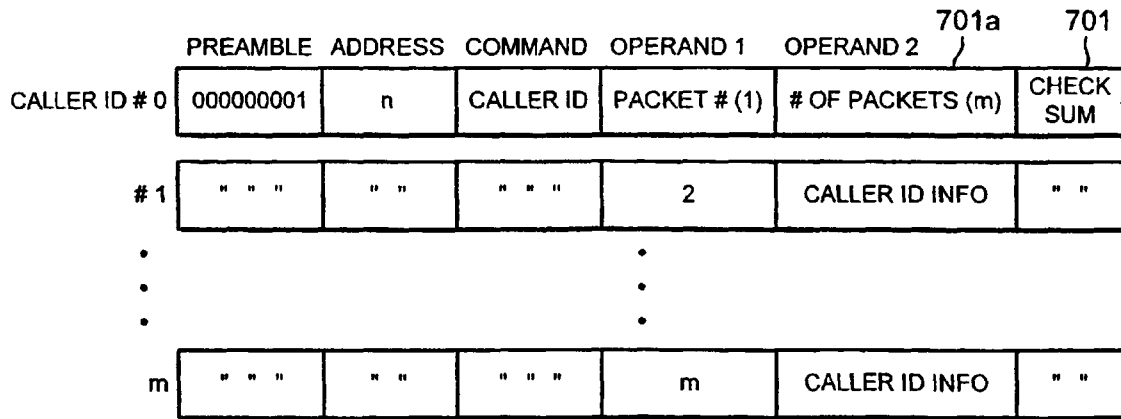 701a 701
PREAMBLE ADDRESS COMMAND OPERAND 1 OPERAND 2
CALLER ID # 0 000000001 n CALLER ID PACKET # (1) # OF PACKETS (m) CHECK SUM
# 1 " " " " " " " " 2 CALLER ID INFO " "
m " " " " " " " " m CALLER ID INFO " "